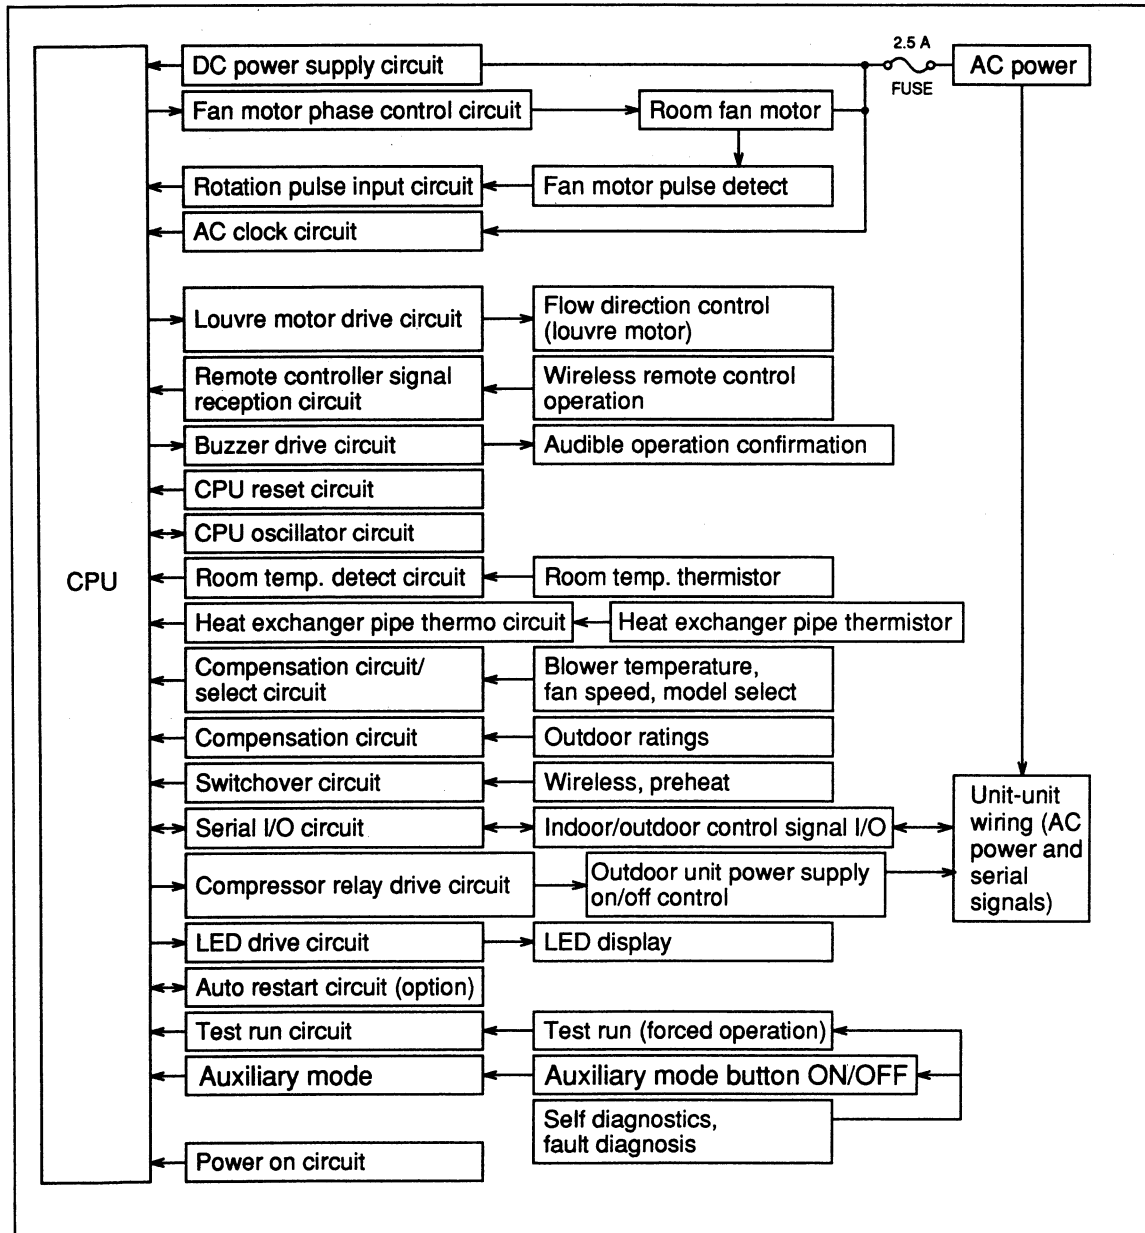 2.5 A
DC power supply circuit
AC power
FUSE
Fan motor phase control circuit
Room fan motor
Rotation pulse input circuit
Fan motor pulse detect
AC clock circuit
Louvre motor drive circuit
Flow direction control
(louvre motor)
Remote controller signal
reception circuit
Wireless remote control
operation
Buzzer drive circuit
Audible operation confirmation
CPU reset circuit
CPU oscillator circuit
CPU
Room temp. detect circuit
Room temp. thermistor
Heat exchanger pipe thermo circuit
Heat exchanger pipe thermistor
Compensation circuit/
select circuit
Blower temperature,
fan speed, model select
Compensation circuit
Outdoor ratings
Switchover circuit
Wireless, preheat
Serial I/O circuit
Indoor/outdoor control signal I/O
Unit-unit
wiring (AC
power and
serial
signals)
Compressor relay drive circuit
Outdoor unit power supply
on/off control
LED drive circuit
LED display
Auto restart circuit (option)
Test run circuit
Test run (forced operation)
Auxiliary mode
Auxiliary mode button ON/OFF
Self diagnostics,
fault diagnosis
Power on circuit